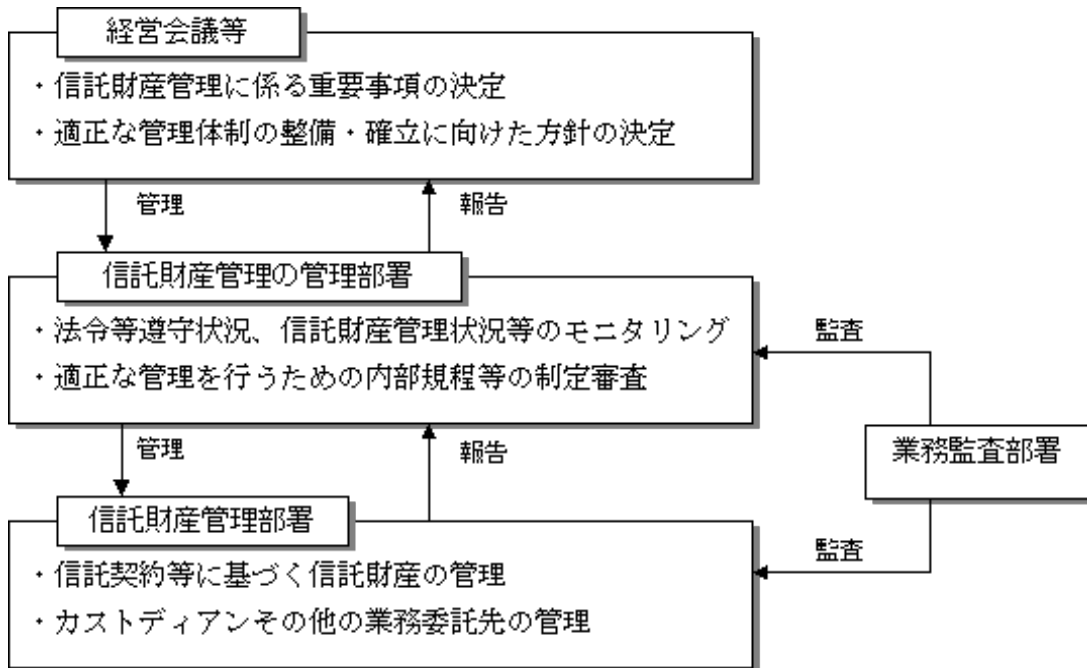 経営会議等
・信託財産管理に係る重要事項の決定
・適正な管理体制の整備・確立に向けた方針の決定
管理
報告
信託財産管理の管理部署
・法令等遵守状況、信託財産管理状況等のモニタリング
・適正な管理を行うための内部規程等の制定審査
監査
管理
報告
業務監査部署
信託財産管理部署
・信託契約等に基づく信託財産の管理
・カストディアンその他の業務委託先の管理
監査